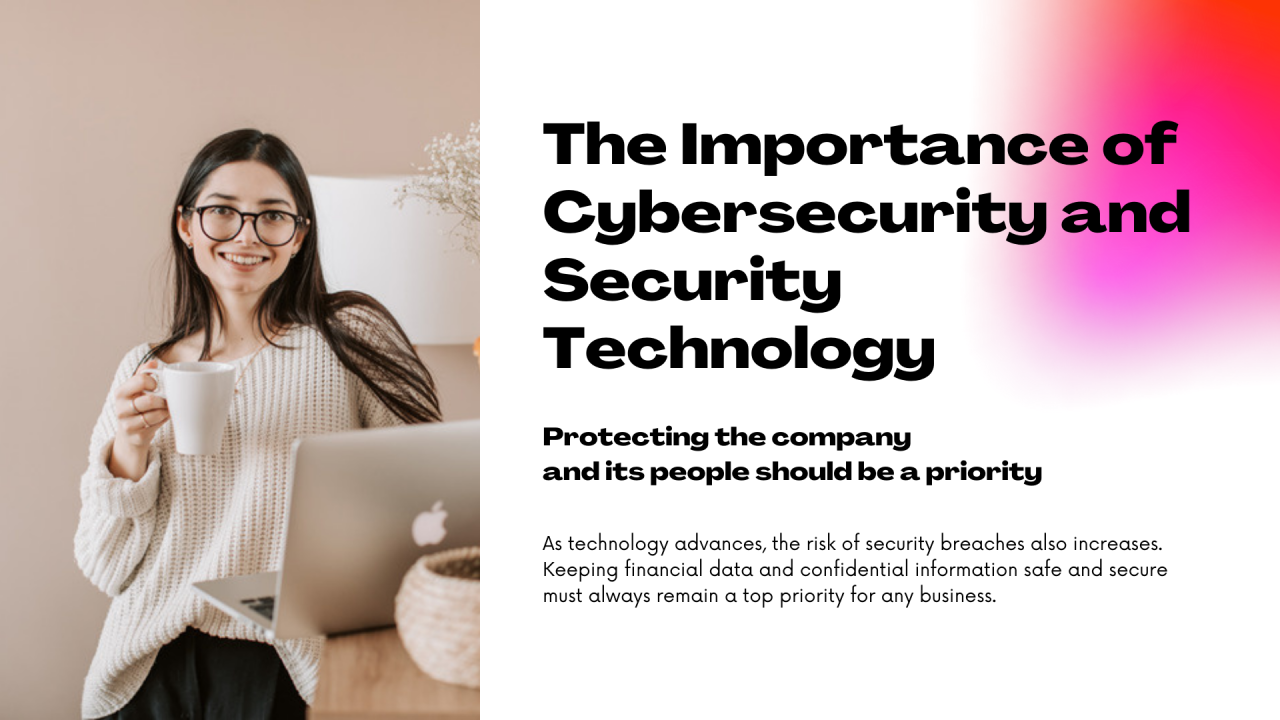 The Importance of
Cybersecurity and
Security
Technology
Protecting the company
and its people should be a priority
As technology advances, the risk of security breaches also increases.
Keeping financial data and confidential information safe and secure
must always remain a top priority for any business.